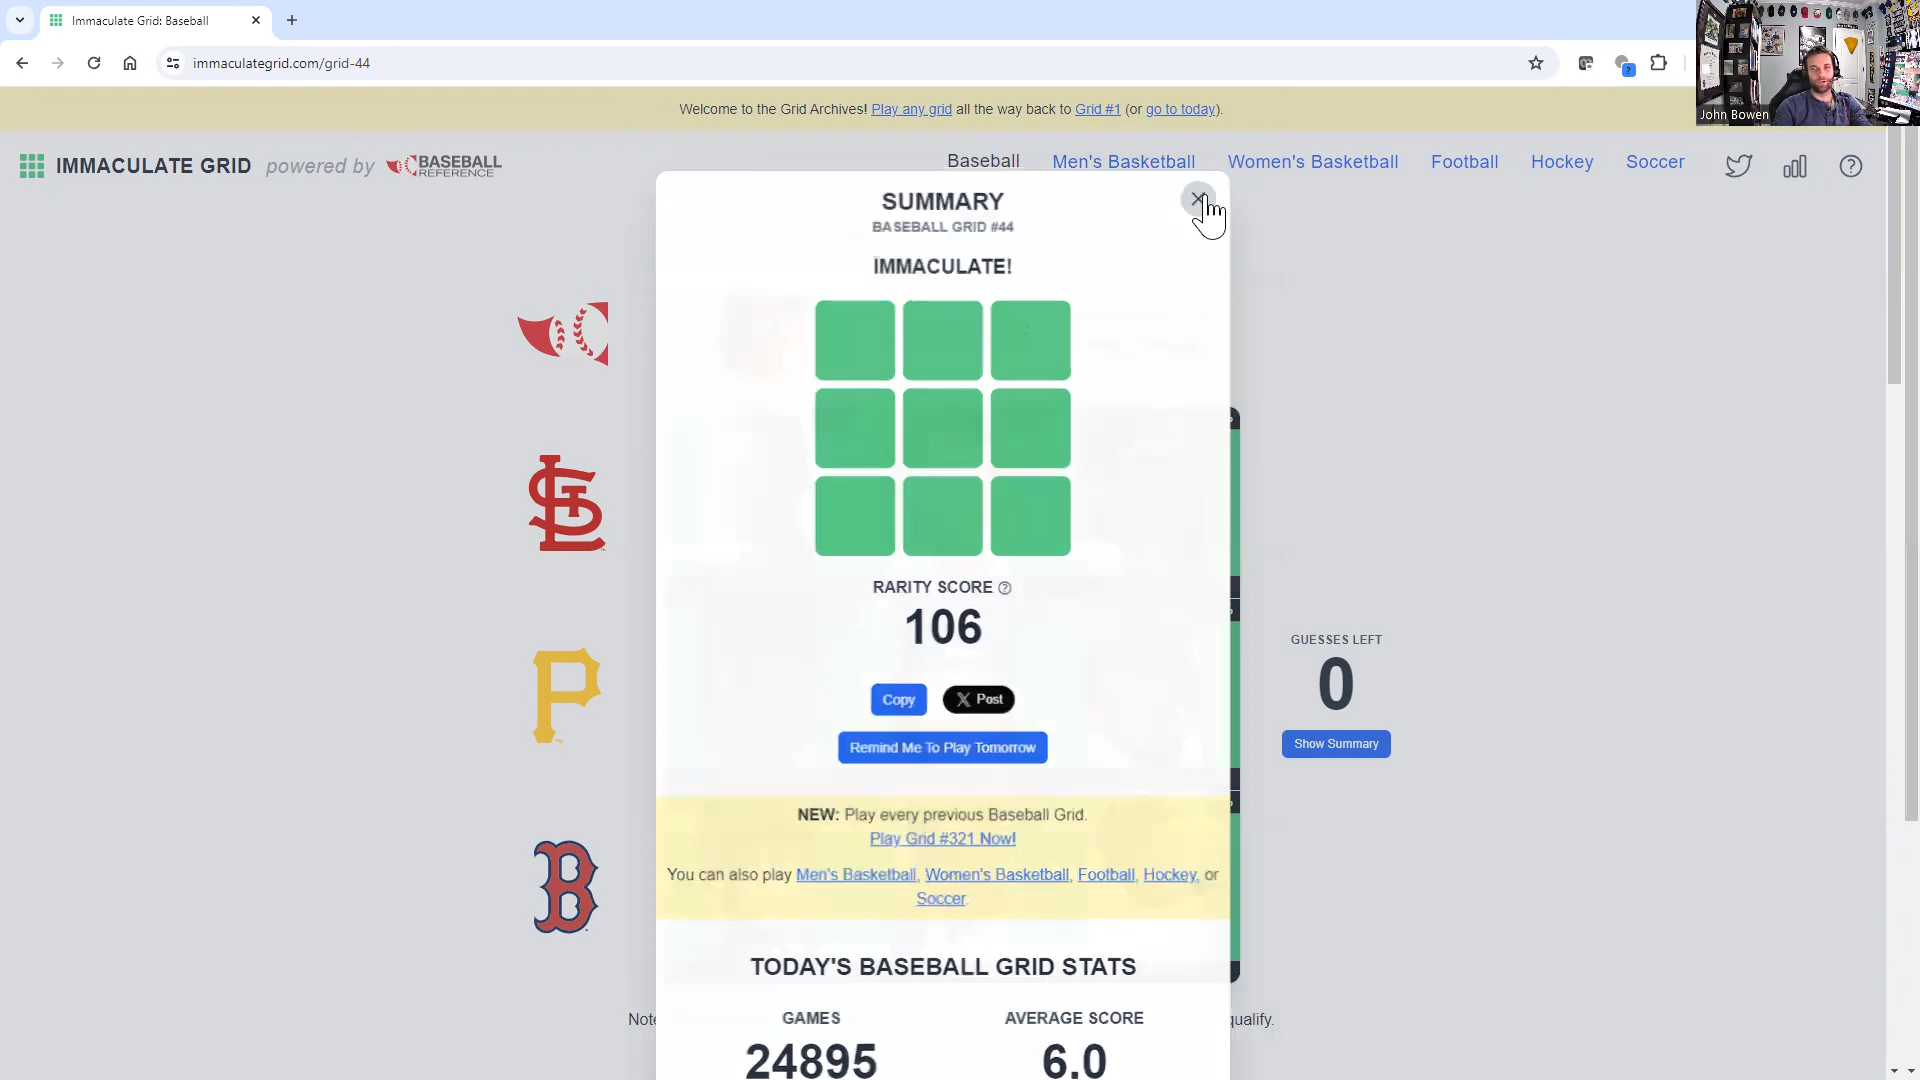 Immaculate Grid: Baseball
immaculategrid.com/grid-44
Welcome to the Grid Archives! Play any grid all the way back to Grid #1 (or go to today).
John Bowen
IMMACULATE GRID powered by BASEBALL REFERENCE
Baseball Men's Basketball Women's Basketball Football Hockey Soccer
SUMMARY
BASEBALL GRID #44
IMMACULATE!
RARITY SCORE
106
Copy
X Post
Remind Me To Play Tomorrow
NEW: Play every previous Baseball Grid.
Play Grid #321 Now!
You can also play Men's Basketball, Women's Basketball, Football, Hockey, or
Soccer.
TODAY'S BASEBALL GRID STATS
GAMES AVERAGE SCORE
24895 6.0
STL
P
B
GUESSES LEFT
0
Show Summary
qualify.